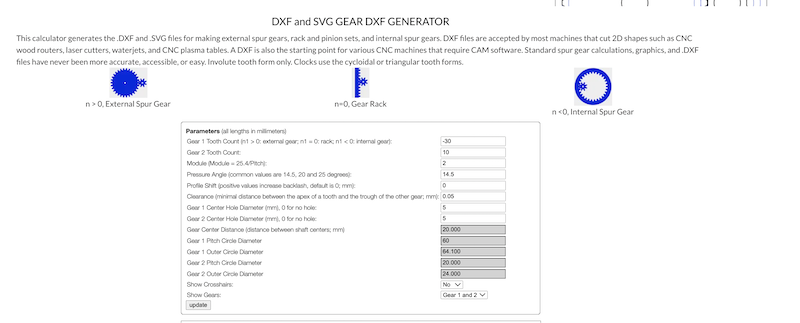 DXF and SVG GEAR DXF GENERATOR
This calculator generates the .DXF and .SVG files for making external spur gears, rack and pinion sets, and internal spur gears. DXF files are accepted by most machines that cut 2D shapes such as CNC
wood routers, laser cutters, waterjets, and CNC plasma tables. A DXF is also the starting point for various CNC machines that require CAM software. Standard spur gear calculations, graphics, and .DXF
files have never been more accurate, accessible, or easy. Involute tooth form only. Clocks use the cycloidal or triangular tooth forms.
n > 0, External Spur Gear
n=0, Gear Rack
n <0, Internal Spur Gear
Parameters (all lengths in millimeters)
Gear 1 Tooth Count (n1 > 0: external gear; n1 = 0: rack; n1 < 0: internal gear): -30
Gear 2 Tooth Count: 10
Module (Module = 25.4/Pitch): 2
Pressure Angle (common values are 14.5, 20 and 25 degrees): 14.5
Profile Shift (positive values increase backlash, default is 0; mm): 0
Clearance (minimal distance between the apex of a tooth and the trough of the other gear; mm): 0.05
Gear 1 Center Hole Diameter (mm), 0 for no hole: 5
Gear 2 Center Hole Diameter (mm), 0 for no hole: 5
Gear Center Distance (distance between shaft centers; mm) 20.000
Gear 1 Pitch Circle Diameter 60
Gear 1 Outer Circle Diameter 64.100
Gear 2 Pitch Circle Diameter 20.000
Gear 2 Outer Circle Diameter 24.000
Show Crosshairs: No
Show Gears: Gear 1 and 2
update